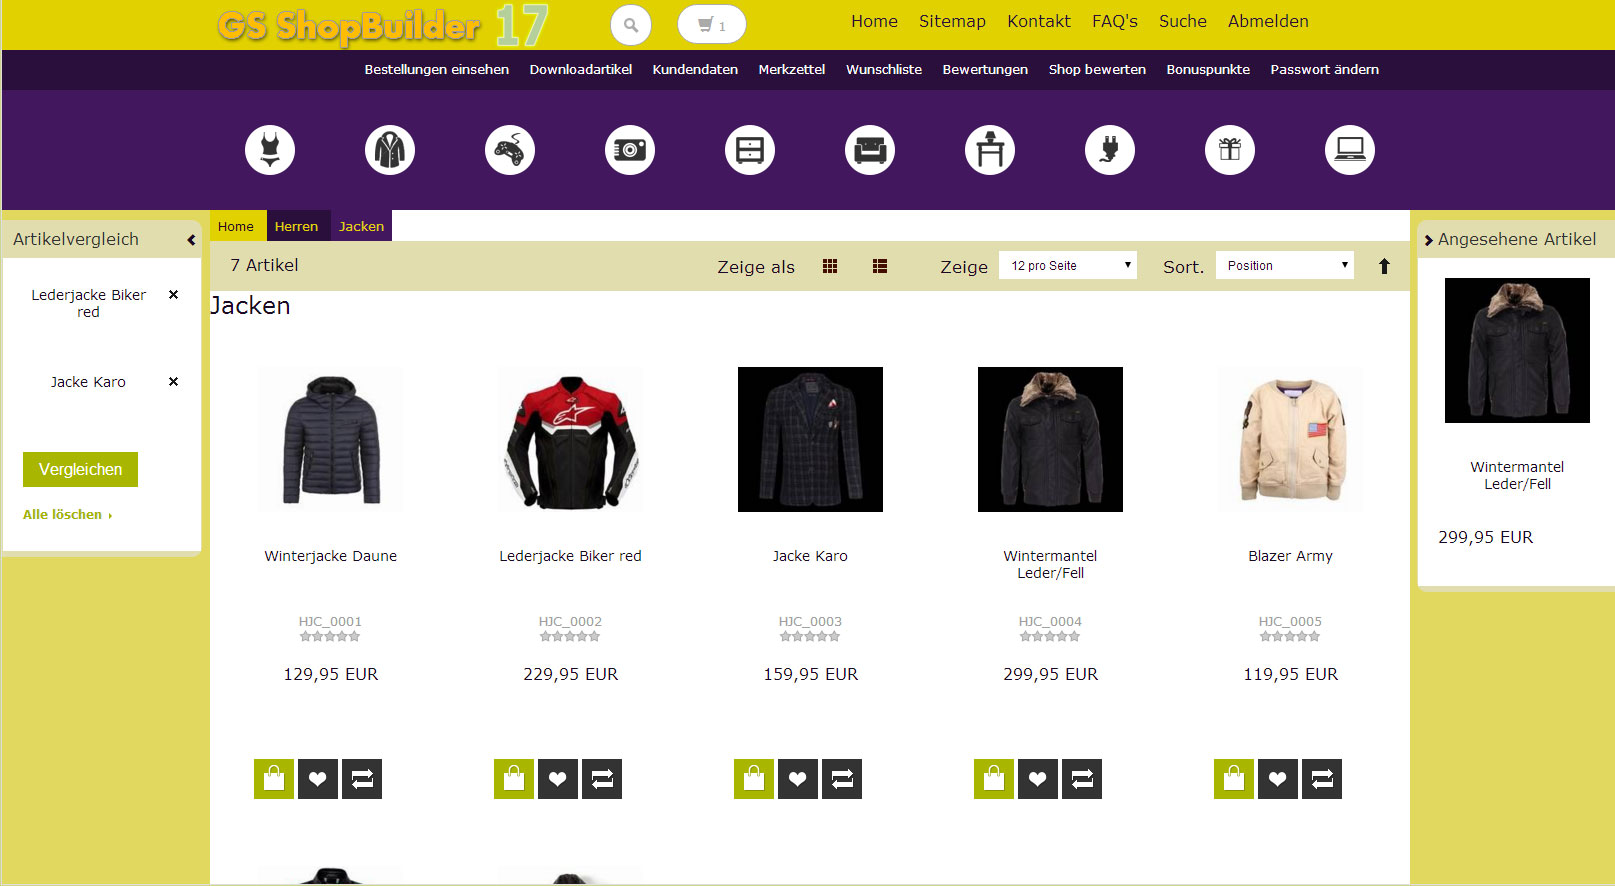 GS ShopBuilder 17
1
Home Sitemap Kontakt FAQ's Suche Abmelden
Bestellungen einsehen Downloadartikel Kundendaten Merkzettel Wunschliste Bewertungen Shop bewerten Bonuspunkte Passwort ändern
Home Herren Jacken
Artikelvergleich
Lederjacke Biker
red
Jacke Karo
Vergleichen
Alle löschen
7 Artikel Zeige als Zeige 12 pro Seite Sort. Position
Jacken
Winterjacke Daune
HJC_0001
129,95 EUR
Lederjacke Biker red
HJC_0002
229,95 EUR
Jacke Karo
HJC_0003
159,95 EUR
Wintermantel
Leder/Fell
HJC_0004
299,95 EUR
Blazer Army
HJC_0005
119,95 EUR
Angesehene Artikel
Wintermantel
Leder/Fell
299,95 EUR